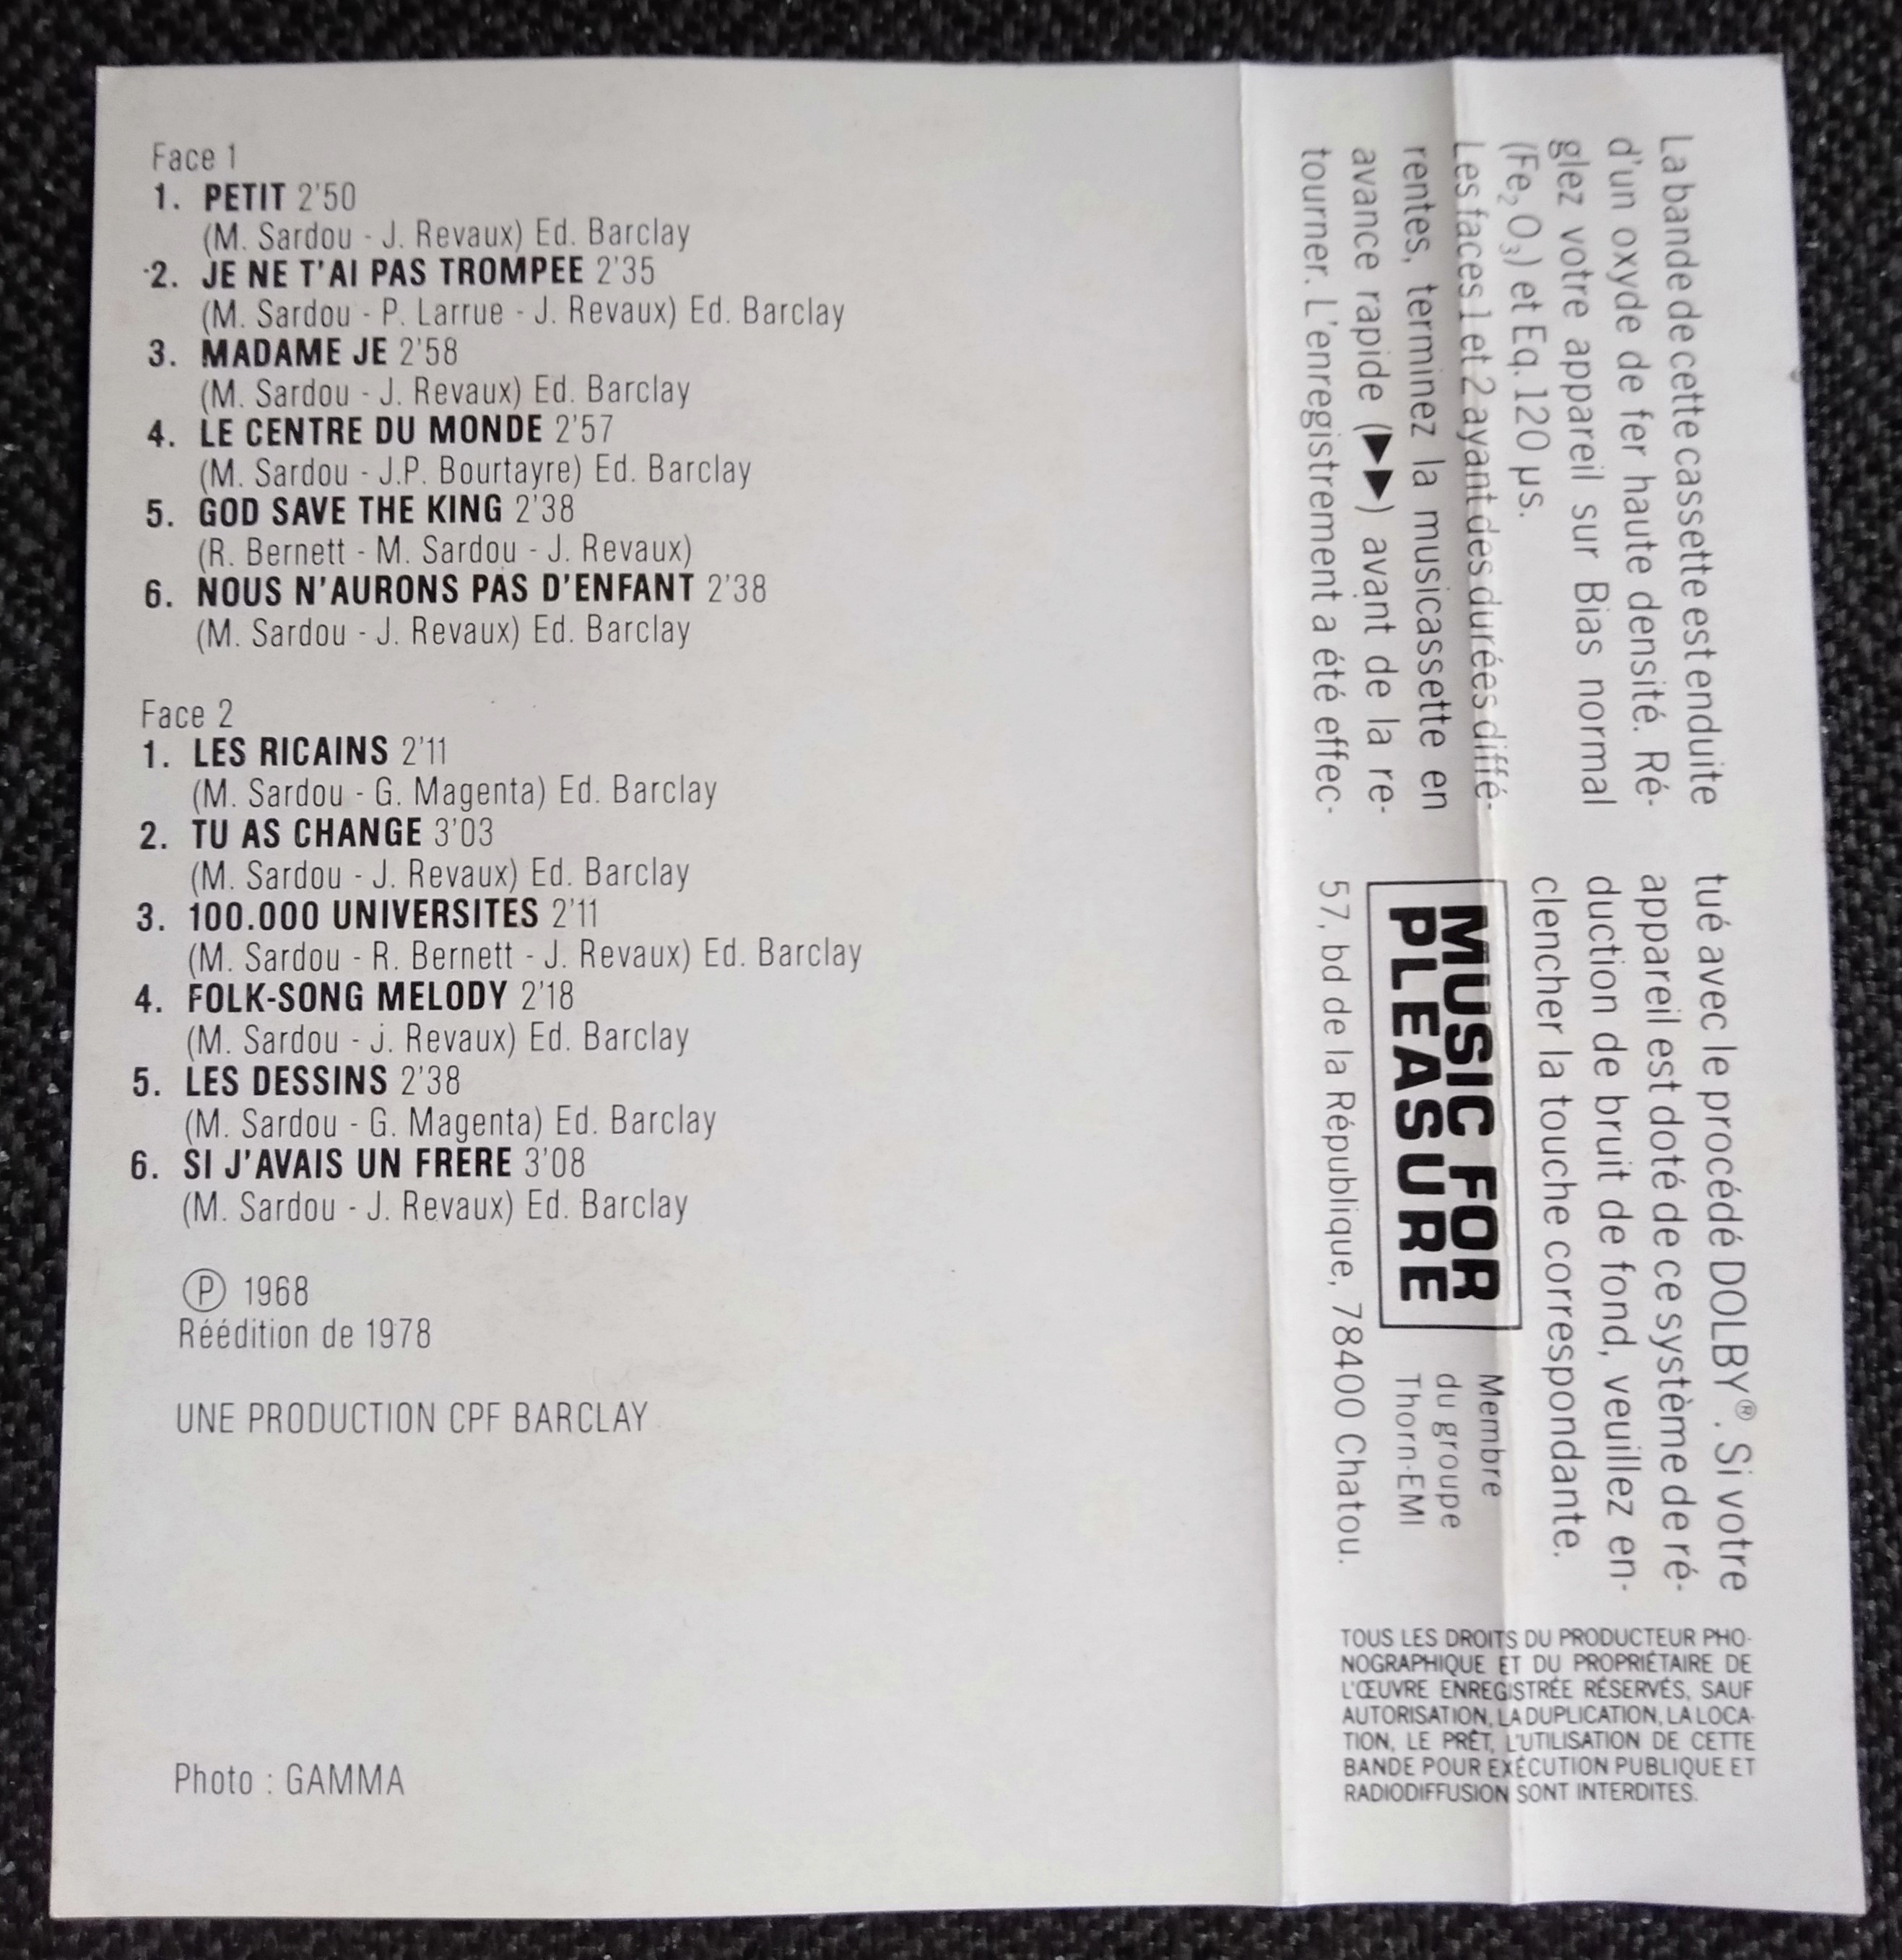 Face 1
1. PETIT 2'50
(M. Sardou - J. Revaux) Ed. Barclay
2. JE NE T'AI PAS TROMPEE 2'35
(M. Sardou - P. Larrue - J. Revaux) Ed. Barclay
3. MADAME JE 2'58
(M. Sardou - J. Revaux) Ed. Barclay
4. LE CENTRE DU MONDE 2'57
(M. Sardou - J.P. Bourtayre) Ed. Barclay
5. GOD SAVE THE KING 2'38
(R. Bernett - M. Sardou - J. Revaux)
6. NOUS N'AURONS PAS D'ENFANT 2'38
(M. Sardou - J. Revaux) Ed. Barclay
Face 2
1. LES RICAINS 2'11
(M. Sardou - G. Magenta) Ed. Barclay
2. TU AS CHANGE 3'03
(M. Sardou - J. Revaux) Ed. Barclay
3. 100.000 UNIVERSITES 2'11
(M. Sardou - R. Bernett - J. Revaux) Ed. Barclay
4. FOLK-SONG MELODY 2'18
(M. Sardou - J. Revaux) Ed. Barclay
5. LES DESSINS 2'38
(M. Sardou - G. Magenta) Ed. Barclay
6. SI J'AVAIS UN FRERE 3'08
(M. Sardou - J. Revaux) Ed. Barclay
Ⓟ 1968
Réédition de 1978
UNE PRODUCTION CPF BARCLAY
Photo : GAMMA
La bande de cette cassette est enduite
d'un oxyde de fer haute densité. Ré-
glez votre appareil sur Bias normal
(Fe₂O₃) et Eq. 120 µs.
Les faces 1 et 2 ayant des durées diffé-
rentes, terminez la musicassette en
avance rapide (▶▶) avant de la re-
tourner. L'enregistrement a été effec-
tué avec le procédé DOLBY®. Si votre
appareil est doté de ce système de ré-
duction de bruit de fond, veuillez en-
clencher la touche correspondante.
MUSIC FOR
PLEASURE
Membre
du groupe
Thorn-EMI
57, bd de la République, 78400 Chatou.
TOUS LES DROITS DU PRODUCTEUR PHO-
NOGRAPHIQUE ET DU PROPRIÉTAIRE DE
L'ŒUVRE ENREGISTRÉE RÉSERVÉS, SAUF
AUTORISATION, LA DUPLICATION, LA LOCA-
TION, LE PRÊT, L'UTILISATION DE CETTE
BANDE POUR EXÉCUTION PUBLIQUE ET
RADIODIFFUSION SONT INTERDITES.